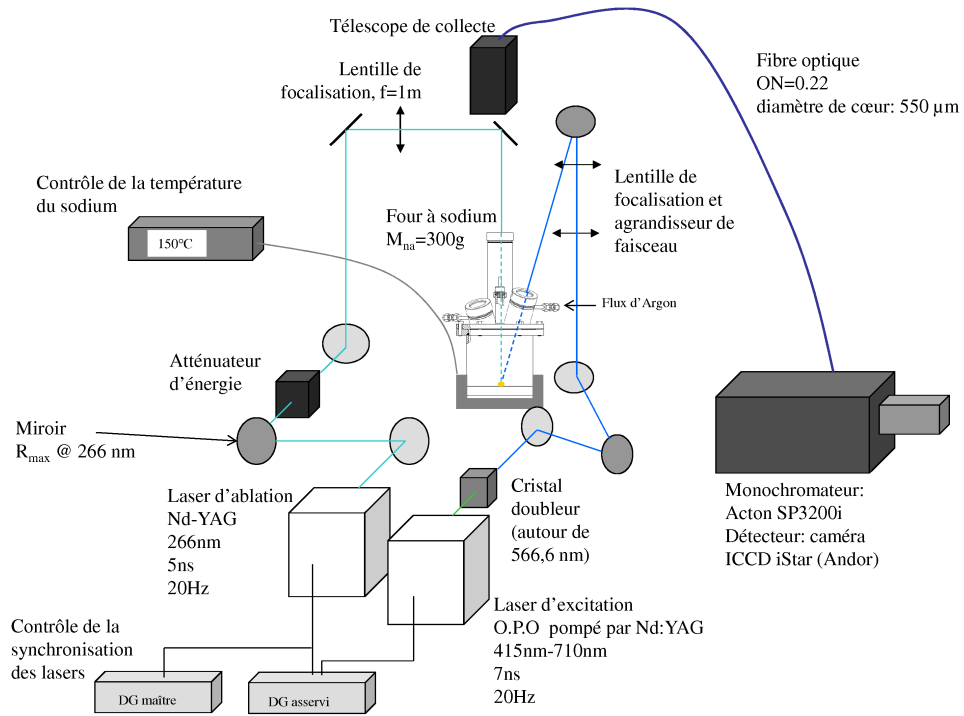 Télescope de collecte
Lentille de
focalisation, f=1m
Fibre optique
ON=0.22
diamètre de cœur: 550 µm
Contrôle de la température
du sodium
150°C
Four à sodium
Mna=300g
Lentille de
focalisation et
agrandisseur de
faisceau
Flux d'Argon
Atténuateur
d'énergie
Miroir
Rmax @ 266 nm
Laser d'ablation
Nd-YAG
266nm
5ns
20Hz
Cristal
doubleur
(autour de
566,6 nm)
Monochromateur:
Acton SP3200i
Détecteur: caméra
ICCD iStar (Andor)
Laser d'excitation
O.P.O pompé par Nd:YAG
415nm-710nm
7ns
20Hz
Contrôle de la
synchronisation
des lasers
DG maître
DG asservi